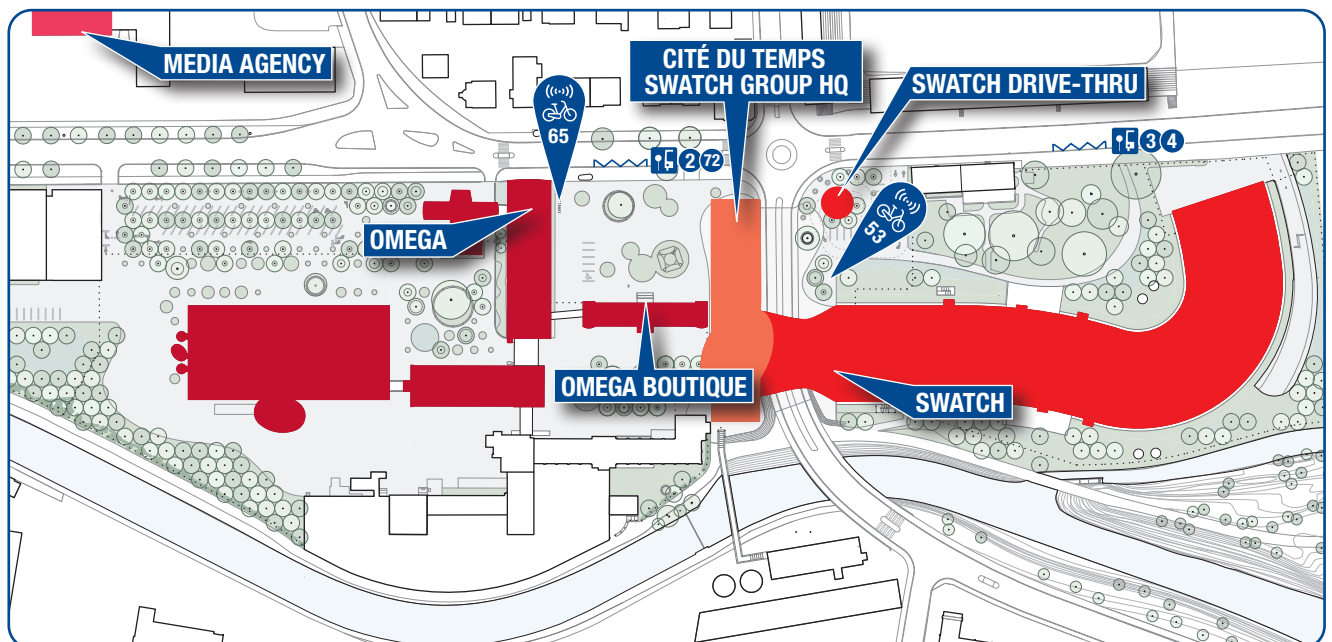 MEDIA AGENCY
CITÉ DU TEMPS
SWATCH GROUP HQ
SWATCH DRIVE-THRU
65
2 72
3 4
53
OMEGA
OMEGA BOUTIQUE
SWATCH